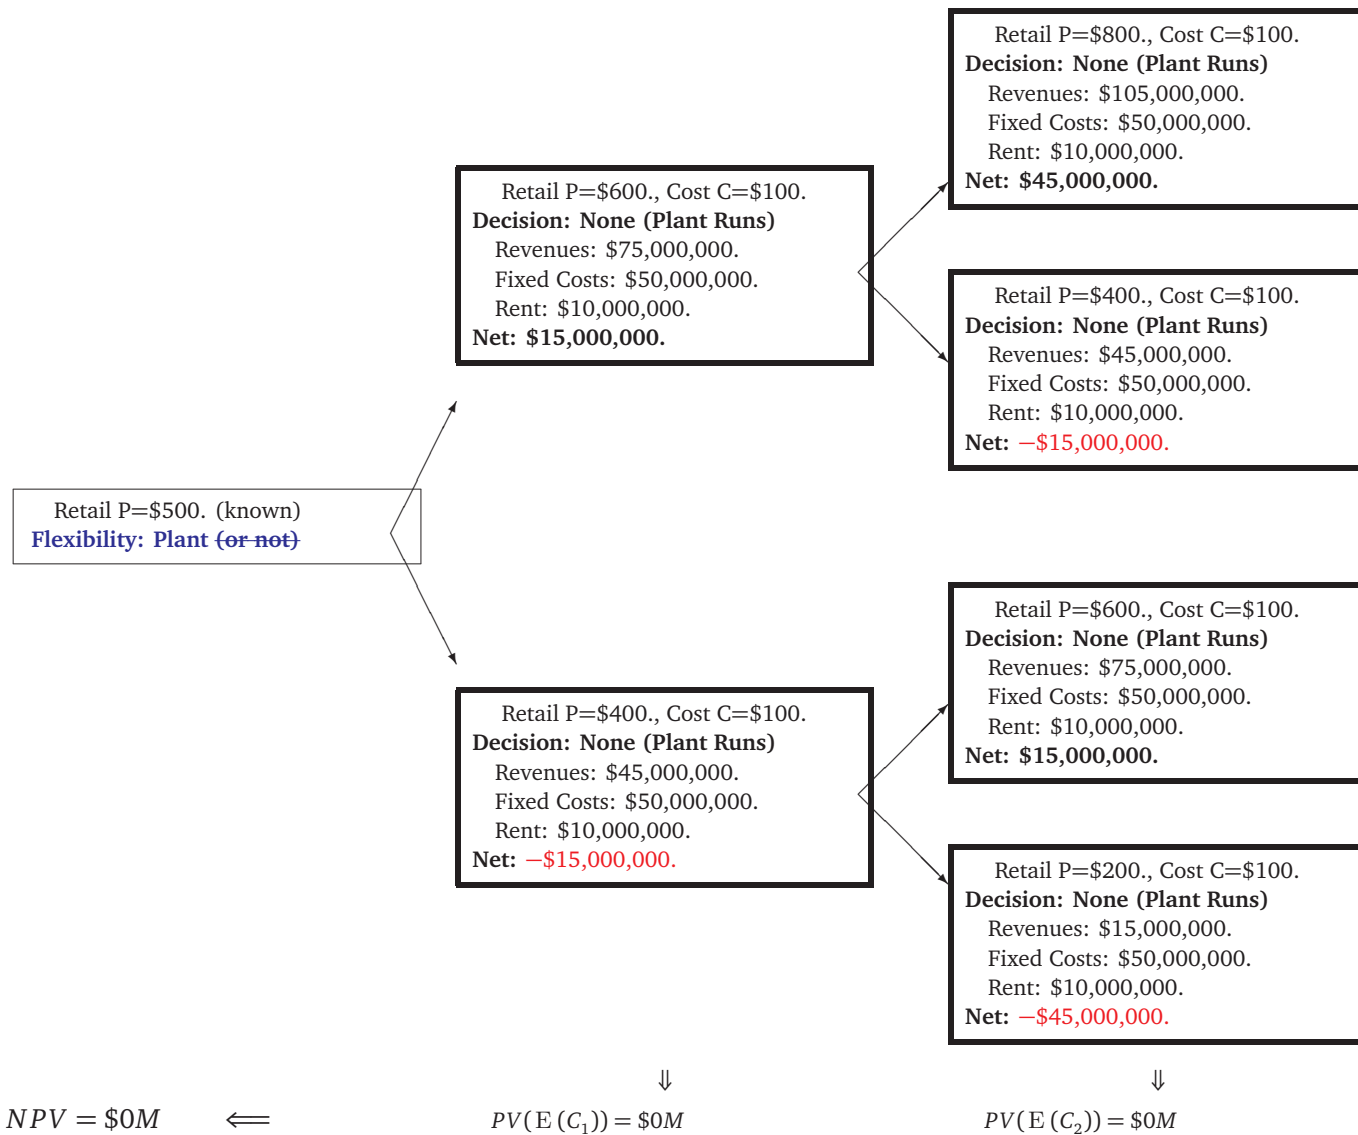 Retail P=$500. (known)
Flexibility: Plant (or not)
Retail P=$600., Cost C=$100.
Decision: None (Plant Runs)
Revenues: $75,000,000.
Fixed Costs: $50,000,000.
Rent: $10,000,000.
Net: $15,000,000.
Retail P=$400., Cost C=$100.
Decision: None (Plant Runs)
Revenues: $45,000,000.
Fixed Costs: $50,000,000.
Rent: $10,000,000.
Net: −$15,000,000.
Retail P=$800., Cost C=$100.
Decision: None (Plant Runs)
Revenues: $105,000,000.
Fixed Costs: $50,000,000.
Rent: $10,000,000.
Net: $45,000,000.
Retail P=$400., Cost C=$100.
Decision: None (Plant Runs)
Revenues: $45,000,000.
Fixed Costs: $50,000,000.
Rent: $10,000,000.
Net: −$15,000,000.
Retail P=$600., Cost C=$100.
Decision: None (Plant Runs)
Revenues: $75,000,000.
Fixed Costs: $50,000,000.
Rent: $10,000,000.
Net: $15,000,000.
Retail P=$200., Cost C=$100.
Decision: None (Plant Runs)
Revenues: $15,000,000.
Fixed Costs: $50,000,000.
Rent: $10,000,000.
Net: −$45,000,000.
⇓ ⇓
NPV = $0M ⟸ PV(E(C₁)) = $0M PV(E(C₂)) = $0M